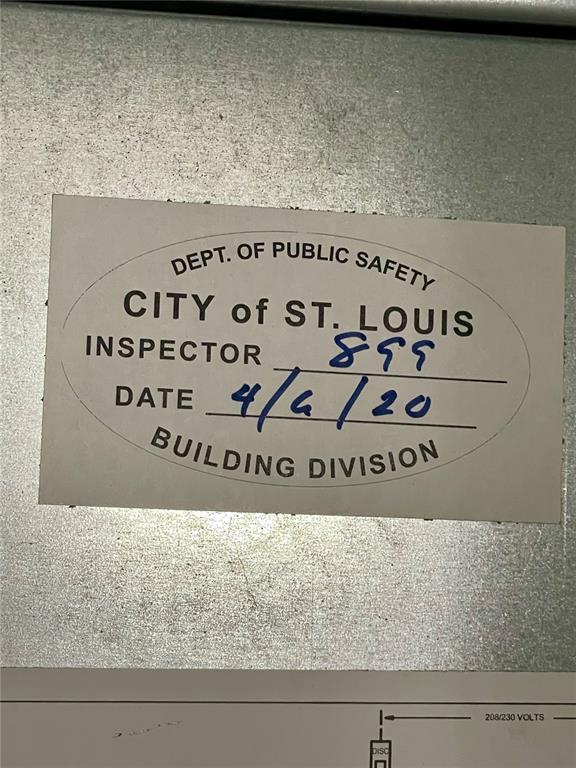 DEPT. OF PUBLIC SAFETY
CITY of ST. LOUIS
INSPECTOR 899
DATE 4/6/20
BUILDING DIVISION
208/230 VOLTS
DISC